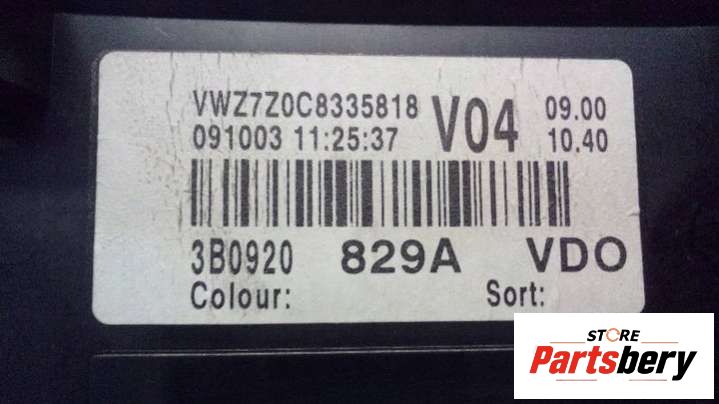 VWZ7Z0C8335818 V04 09.00
091003 11:25:37 10.40
3B0920 829A VDO
Colour: Sort:
STORE
Partsbery